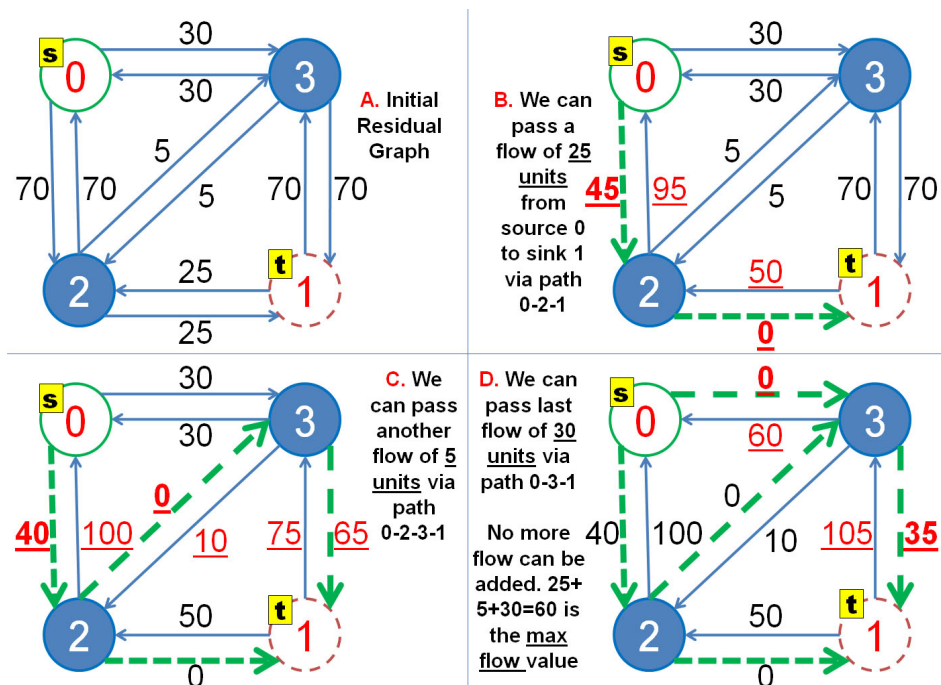 s
30
0
3
30
A. Initial
Residual
Graph
5
70
70
5
70
70
t
2
25
1
25
s
30
0
3
30
B. We can
pass a
flow of 25
units
from
source 0
to sink 1
via path
0-2-1
5
45
95
5
70
70
t
2
50
1
0
s
30
0
3
30
C. We
can pass
another
flow of 5
units via
path
0-2-3-1
0
40
100
10
75
65
t
2
50
1
0
s
0
0
3
60
D. We can
pass last
flow of 30
units via
path 0-3-1
No more
flow can be
added. 25+
5+30=60 is
the max
flow value
0
40
100
10
105
35
t
2
50
1
0